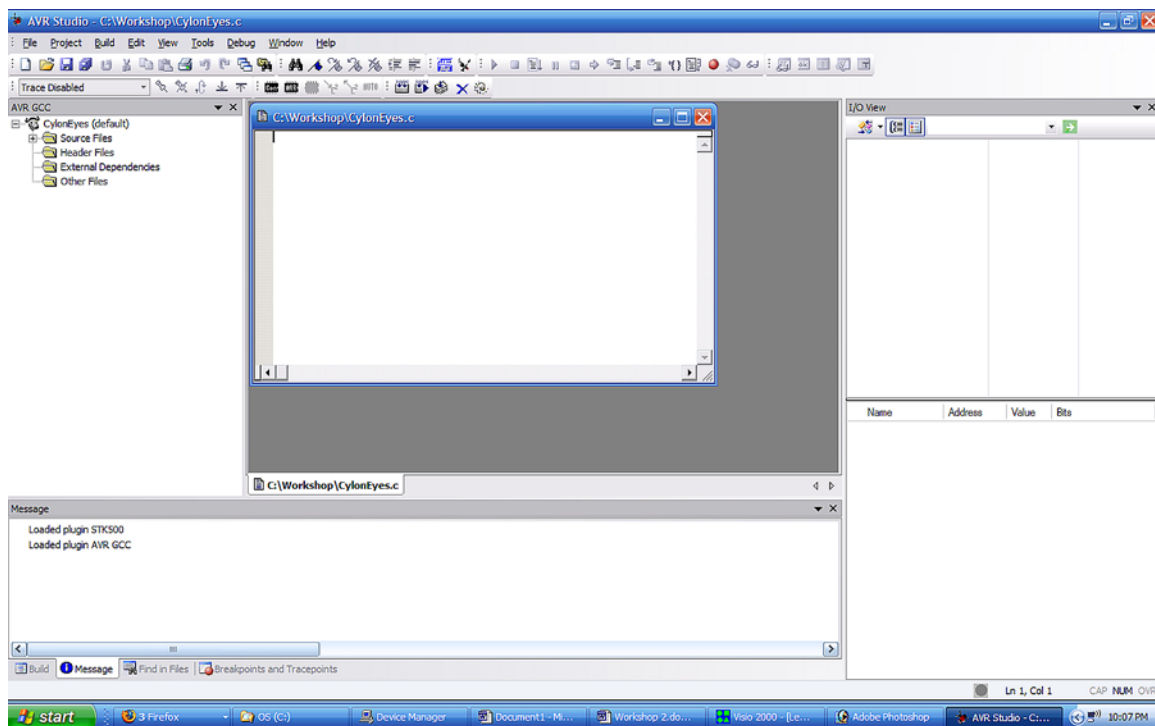 AVR Studio - C:\Workshop\CylonEyes.c
File Project Build Edit View Tools Debug Window Help
Trace Disabled
AVR GCC
CylonEyes (default)
Source Files
Header Files
External Dependencies
Other Files
C:\Workshop\CylonEyes.c
I/O View
Name Address Value Bits
C:\Workshop\CylonEyes.c
Message
Loaded plugin STK500
Loaded plugin AVR GCC
Build Message Find in Files Breakpoints and Tracepoints
Ln 1, Col 1 CAP NUM OVR
start 3 Firefox OS (C:) Device Manager Document1 - Mi... Workshop 2.do... Visio 2000 - [Le... Adobe Photoshop AVR Studio - C:... 10:07 PM